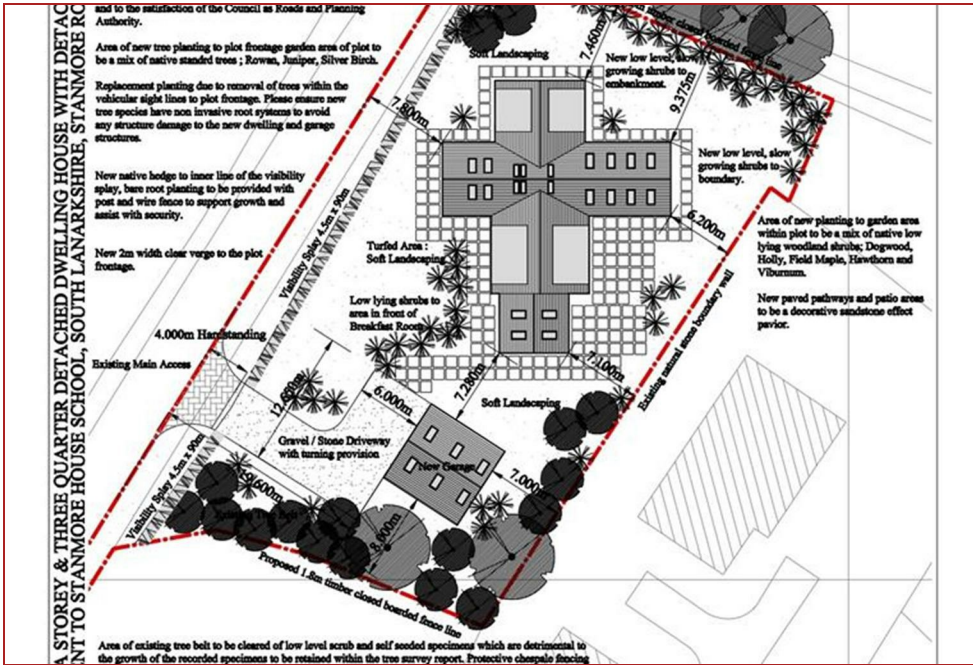 and to the satisfaction of the Council as Roads and Planning
Authority.
Area of new tree planting to plot frontage garden area of plot to
be a mix of native standrd trees ; Rowan, Juniper, Silver Birch.
Replacement planting due to removal of trees within the
vehicular sight lines to plot frontage. Please ensure new
tree species have non invasive root systems to avoid
any structure damage to the new dwelling and garage
structures.
New native hedge to inner line of the visibility
splay, bare root planting to be provided with
post and wire fence to support growth and
assist with security.
New 2m width clear verge to the plot
frontage.
4.000m Hardstanding
Existing Main Access
Visibility Splay 4.5m x 90m
Visibility Splay 4.5m x 90m
A STOREY & THREE QUARTER DETACHED DWELLING HOUSE WITH DETAC
ANT TO STANMORE HOUSE SCHOOL, SOUTH LANARKSHIRE, STANMORE RO
Soft Landscaping
7.460m
timber closed boarded fence line
New low level, slow
growing shrubs to
embankment.
9.375m
7.800m
New low level, slow
growing shrubs to
boundary.
6.200m
Turfed Area :
Soft Landscaping
Low lying shrubs to
area in front of
Breakfast Room
Area of new planting to garden area
within plot to be a mix of native low
lying woodland shrubs; Dogwood,
Holly, Field Maple, Hawthorn and
Viburnum.
New paved pathways and patio areas
to be a decorative sandstone effect
pavior.
Existing natural stone boundary wall
7.100m
7.280m
6.000m
Soft Landscaping
Gravel / Stone Driveway
with turning provision
New Garage
7.000m
9.600m
8.600m
Proposed 1.8m timber closed boarded fence line
Area of existing tree belt to be cleared of low level scrub and self seeded specimens which are detrimental to
the growth of the recorded specimens to be retained within the tree survey report. Protective chespale fencing